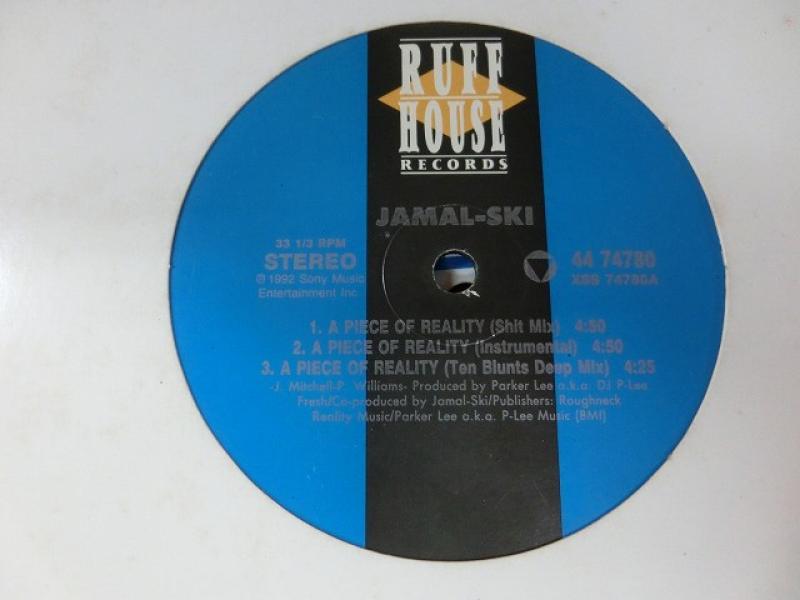 RUFF
HOUSE
RECORDS
JAMAL-SKI
33 1/3 RPM
STEREO
℗1992 Sony Music
Entertainment Inc.
44 74780
XSS 74780A
1. A PIECE OF REALITY (Shit Mix) 4:50
2. A PIECE OF REALITY (Instrumental) 4:50
3. A PIECE OF REALITY (Ten Blunts Deep Mix) 4:25
-J. Mitchell-P. Williams- Produced by Parker Lee a.k.a. DJ P-Lee
Fresh/Co-produced by Jamal-Ski/Publishers: Roughneck
Reality Music/Parker Lee a.k.a. P-Lee Music (BMI)